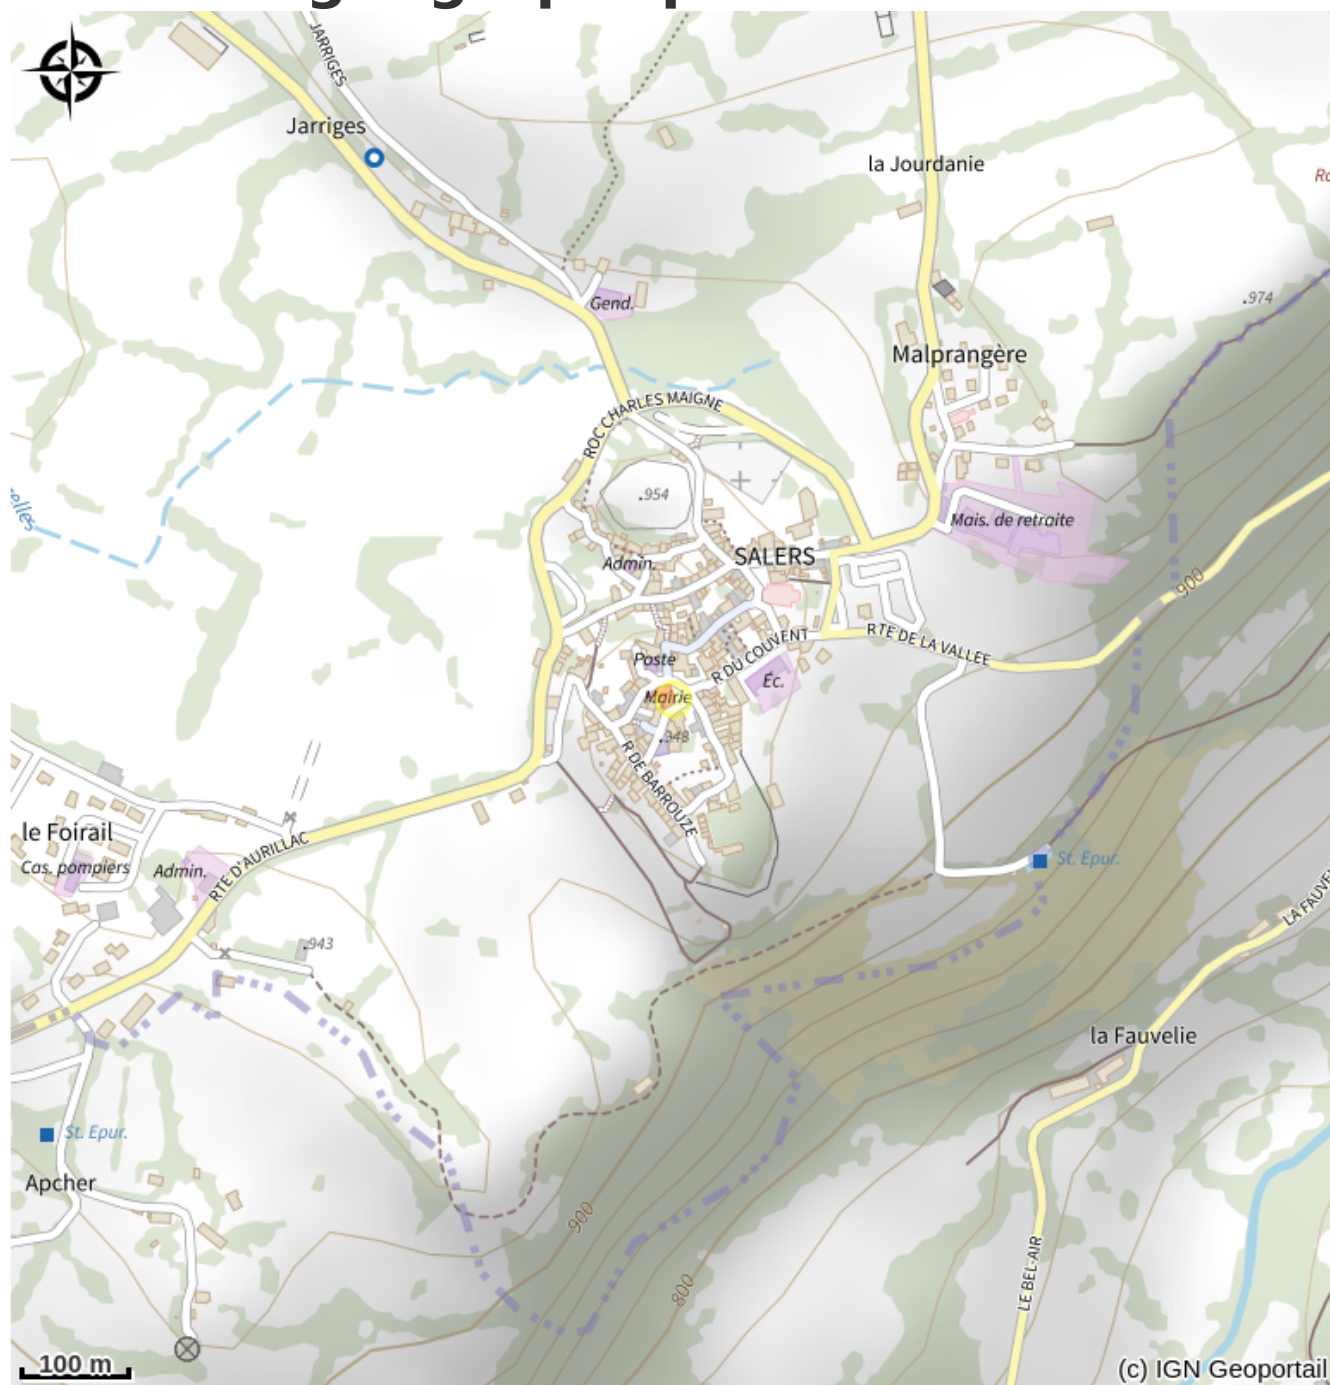 JARRIGES
Jarriges
la Jourdanie
Gend.
.974
Malprangère
ROC CHARLES MAIGNE
.954
Mais. de retraite
SALERS
Admin.
900
RTE DE LA VALLEE
R DU COUVENT
Poste
Éc.
Mairie
.948
R DE BARROUZE
le Foirail
Cas. pompiers
Admin.
RTE D'AURILLAC
St. Epur.
.943
la Fauvelie
St. Epur.
Apcher
900
800
LE BEL-AIR
100 m
(c) IGN Geoportail